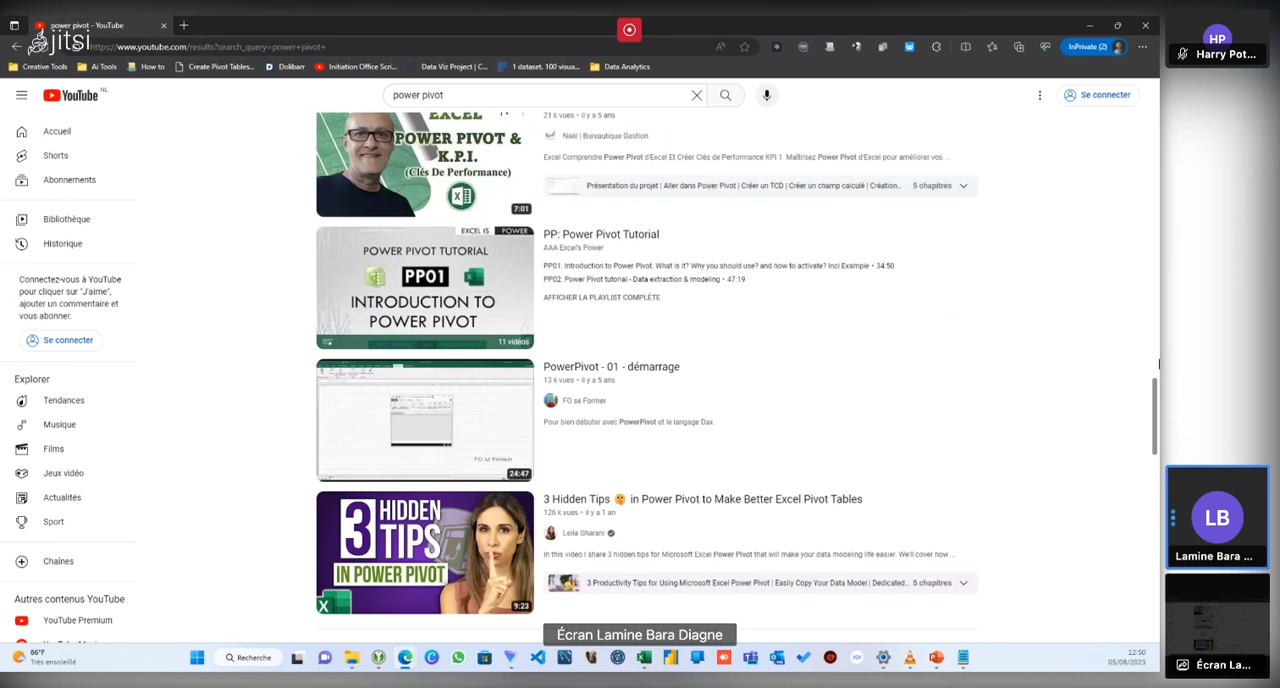 power pivot - YouTube
jitsi
https://www.youtube.com/results?search_query=power+pivot+
InPrivate (2)
Creative Tools
Ai Tools
How to
Create Pivot Tables...
Dolibarr
Initiation Office Scri...
Data Viz Project | C...
1 dataset. 100 visua...
Data Analytics
YouTube NL
power pivot
Se connecter
Accueil
Shorts
Abonnements
Bibliothèque
Historique
Connectez-vous à YouTube
pour cliquer sur "J'aime",
ajouter un commentaire et
vous abonner.
Se connecter
Explorer
Tendances
Musique
Films
Jeux vidéo
Actualités
Sport
Chaînes
Autres contenus YouTube
YouTube Premium
EXCEL
POWER PIVOT &
K.P.I.
(Clés De Performance)
7:01
21 k vues • il y a 5 ans
Naël | Bureautique Gestion
Excel Comprendre Power Pivot d'Excel Et Créer Clés de Performance KPI 1. Maîtrisez Power Pivot d'Excel pour améliorer vos ...
Présentation du projet | Aller dans Power Pivot | Créer un TCD | Créer un champ calculé | Création... 5 chapitres
EXCEL IS POWER
POWER PIVOT TUTORIAL
PP01
INTRODUCTION TO
POWER PIVOT
11 vidéos
PP: Power Pivot Tutorial
AAA Excel's Power
PP01: Introduction to Power Pivot. What is it? Why you should use? and how to activate? Incl Example • 34:50
PP02: Power Pivot tutorial - Data extraction & modeling • 47:19
AFFICHER LA PLAYLIST COMPLÈTE
24:47
PowerPivot - 01 - démarrage
13 k vues • il y a 5 ans
FO se Former
Pour bien débuter avec PowerPivot et le langage Dax.
3 HIDDEN
TIPS
IN POWER PIVOT
9:23
3 Hidden Tips 🤫 in Power Pivot to Make Better Excel Pivot Tables
126 k vues • il y a 1 an
Leila Gharani
In this video I share 3 hidden tips for Microsoft Excel Power Pivot that will make your data modeling life easier. We'll cover how ...
3 Productivity Tips for Using Microsoft Excel Power Pivot | Easily Copy Your Data Model | Dedicated... 5 chapitres
Écran Lamine Bara Diagne
86°F
Très ensoleillé
Recherche
12:50
05/08/2023
HP
Harry Pot...
LB
Lamine Bara ...
Écran La...